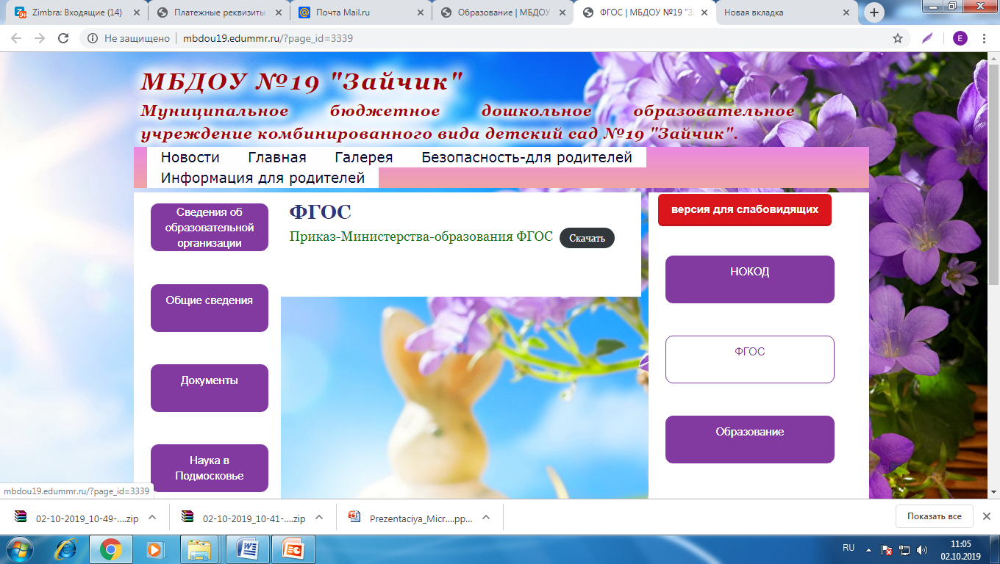 Zimbra: Входящие (14)
Платежные реквизиты
Почта Mail.ru
Образование | МБДОУ
ФГОС | МБДОУ №19 "За
Новая вкладка
Не защищено
mbdou19.edummr.ru/?page_id=3339
E
МБДОУ №19 "Зайчик"
Муниципальное бюджетное дошкольное образовательное
учреждение комбинированного вида детский сад №19 "Зайчик".
Новости Главная Галерея Безопасность-для родителей
Информация для родителей
Сведения об
образовательной
организации
Общие сведения
Документы
Наука в
Подмосковье
ФГОС
Приказ-Министерства-образования ФГОС Скачать
версия для слабовидящих
НОКОД
ФГОС
Образование
mbdou19.edummr.ru/?page_id=3339
02-10-2019_10-49-....zip
02-10-2019_10-41-....zip
Prezentaciya_Micr....pp...
Показать все
RU
11:05
02.10.2019